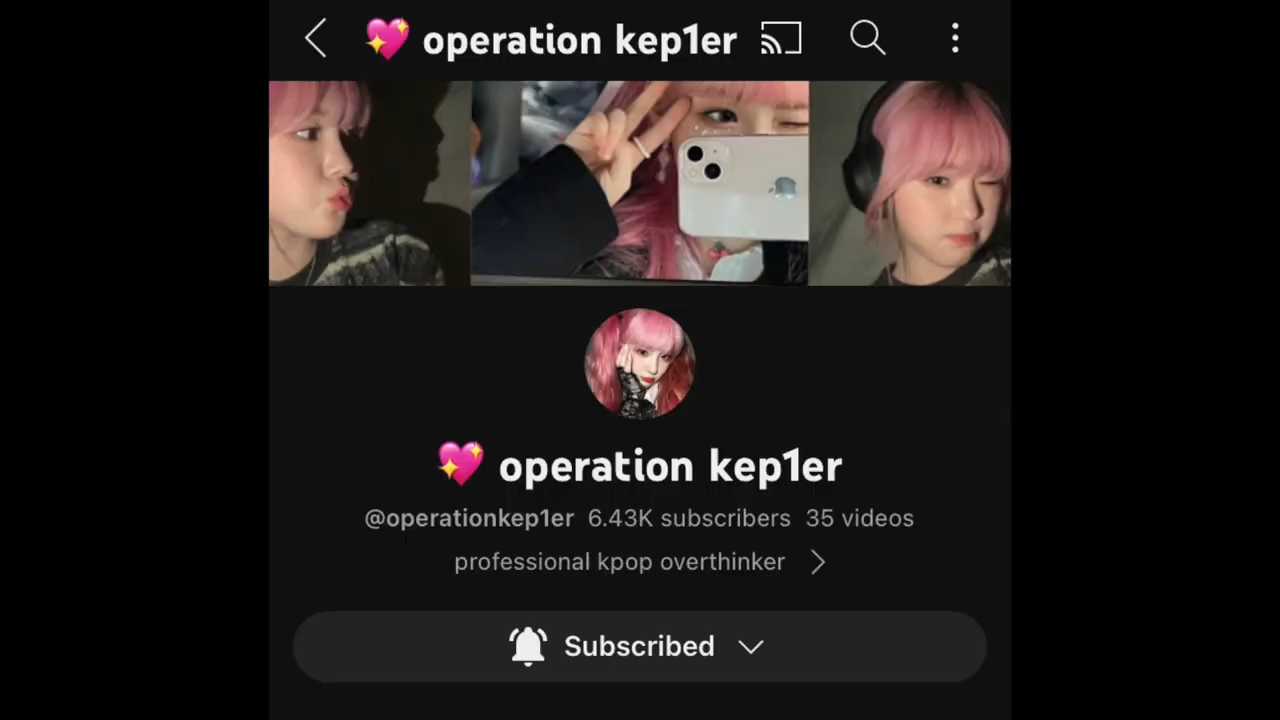 💖 operation kep1er
💖 operation kep1er
@operationkep1er 6.43K subscribers 35 videos
professional kpop overthinker
Subscribed